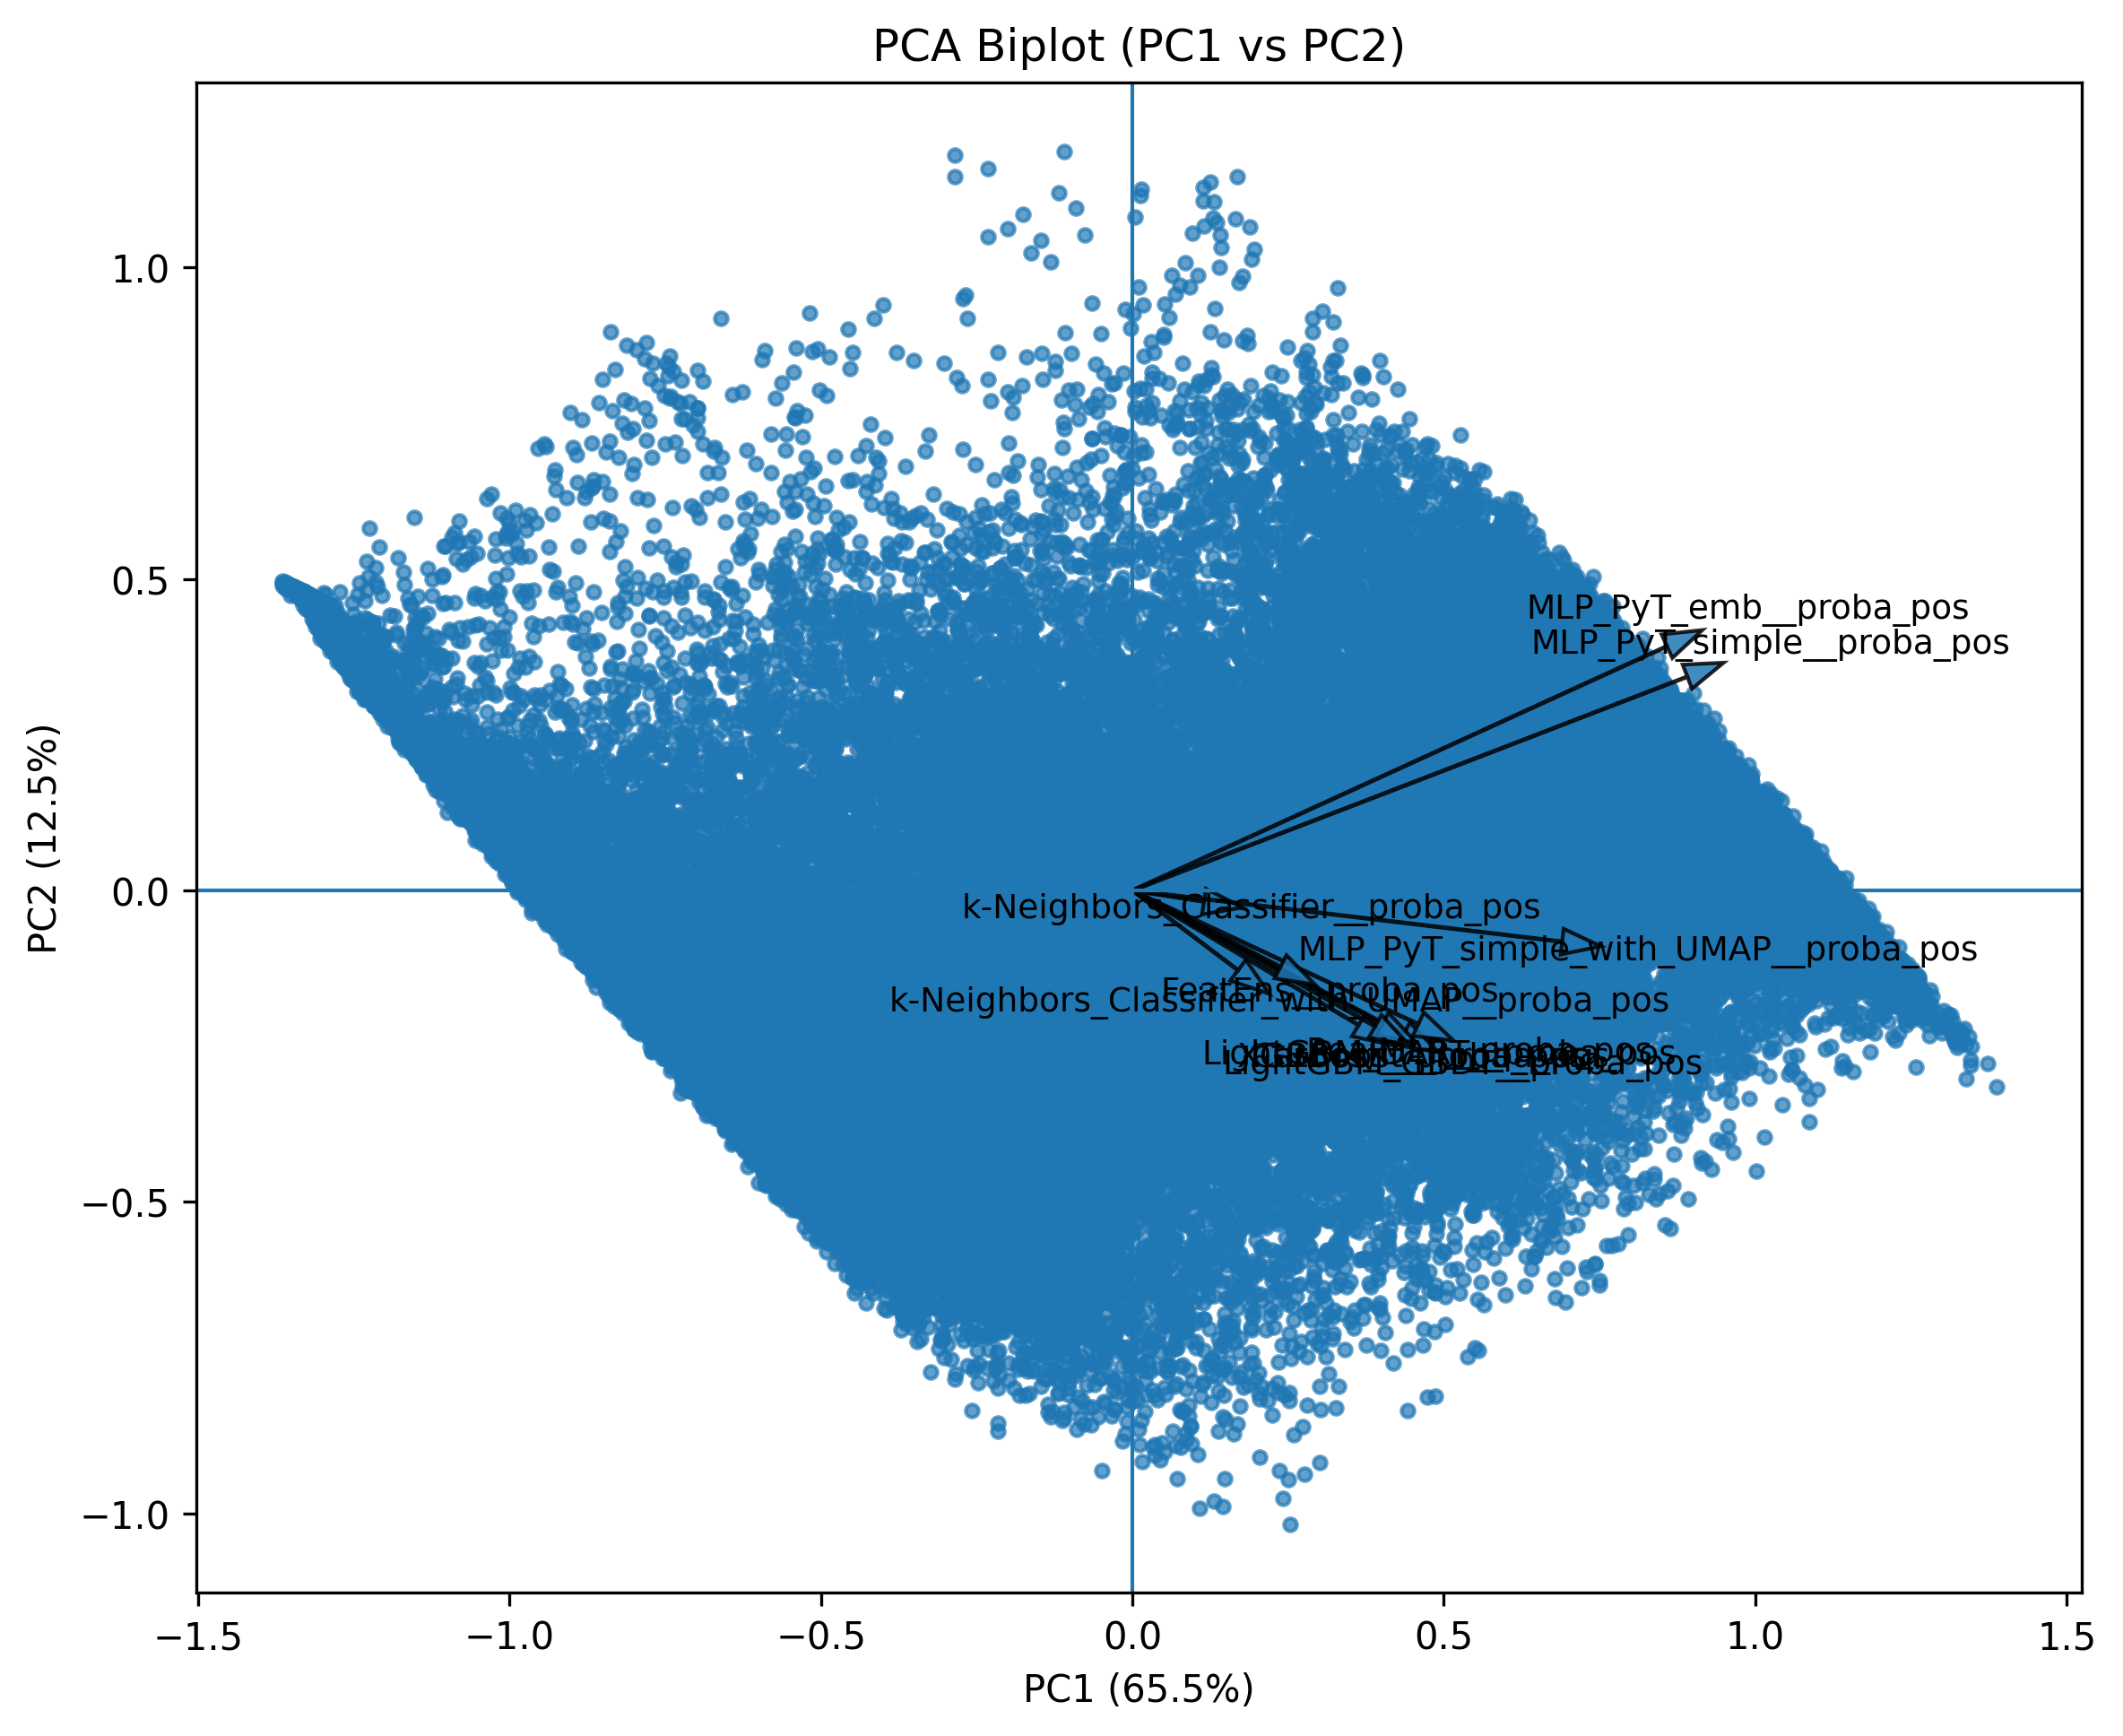 PCA Biplot (PC1 vs PC2)
PC2 (12.5%)
1.0
0.5
0.0
−0.5
−1.0
MLP_PyT_emb__proba_pos
MLP_PyT_simple__proba_pos
k-Neighbors_Classifier__proba_pos
MLP_PyT_simple_with_UMAP__proba_pos
FeatEns__proba_pos
k-Neighbors_Classifier_with_UMAP__proba_pos
LightGBM_GBDT__proba_pos
−1.5
−1.0
−0.5
0.0
0.5
1.0
1.5
PC1 (65.5%)